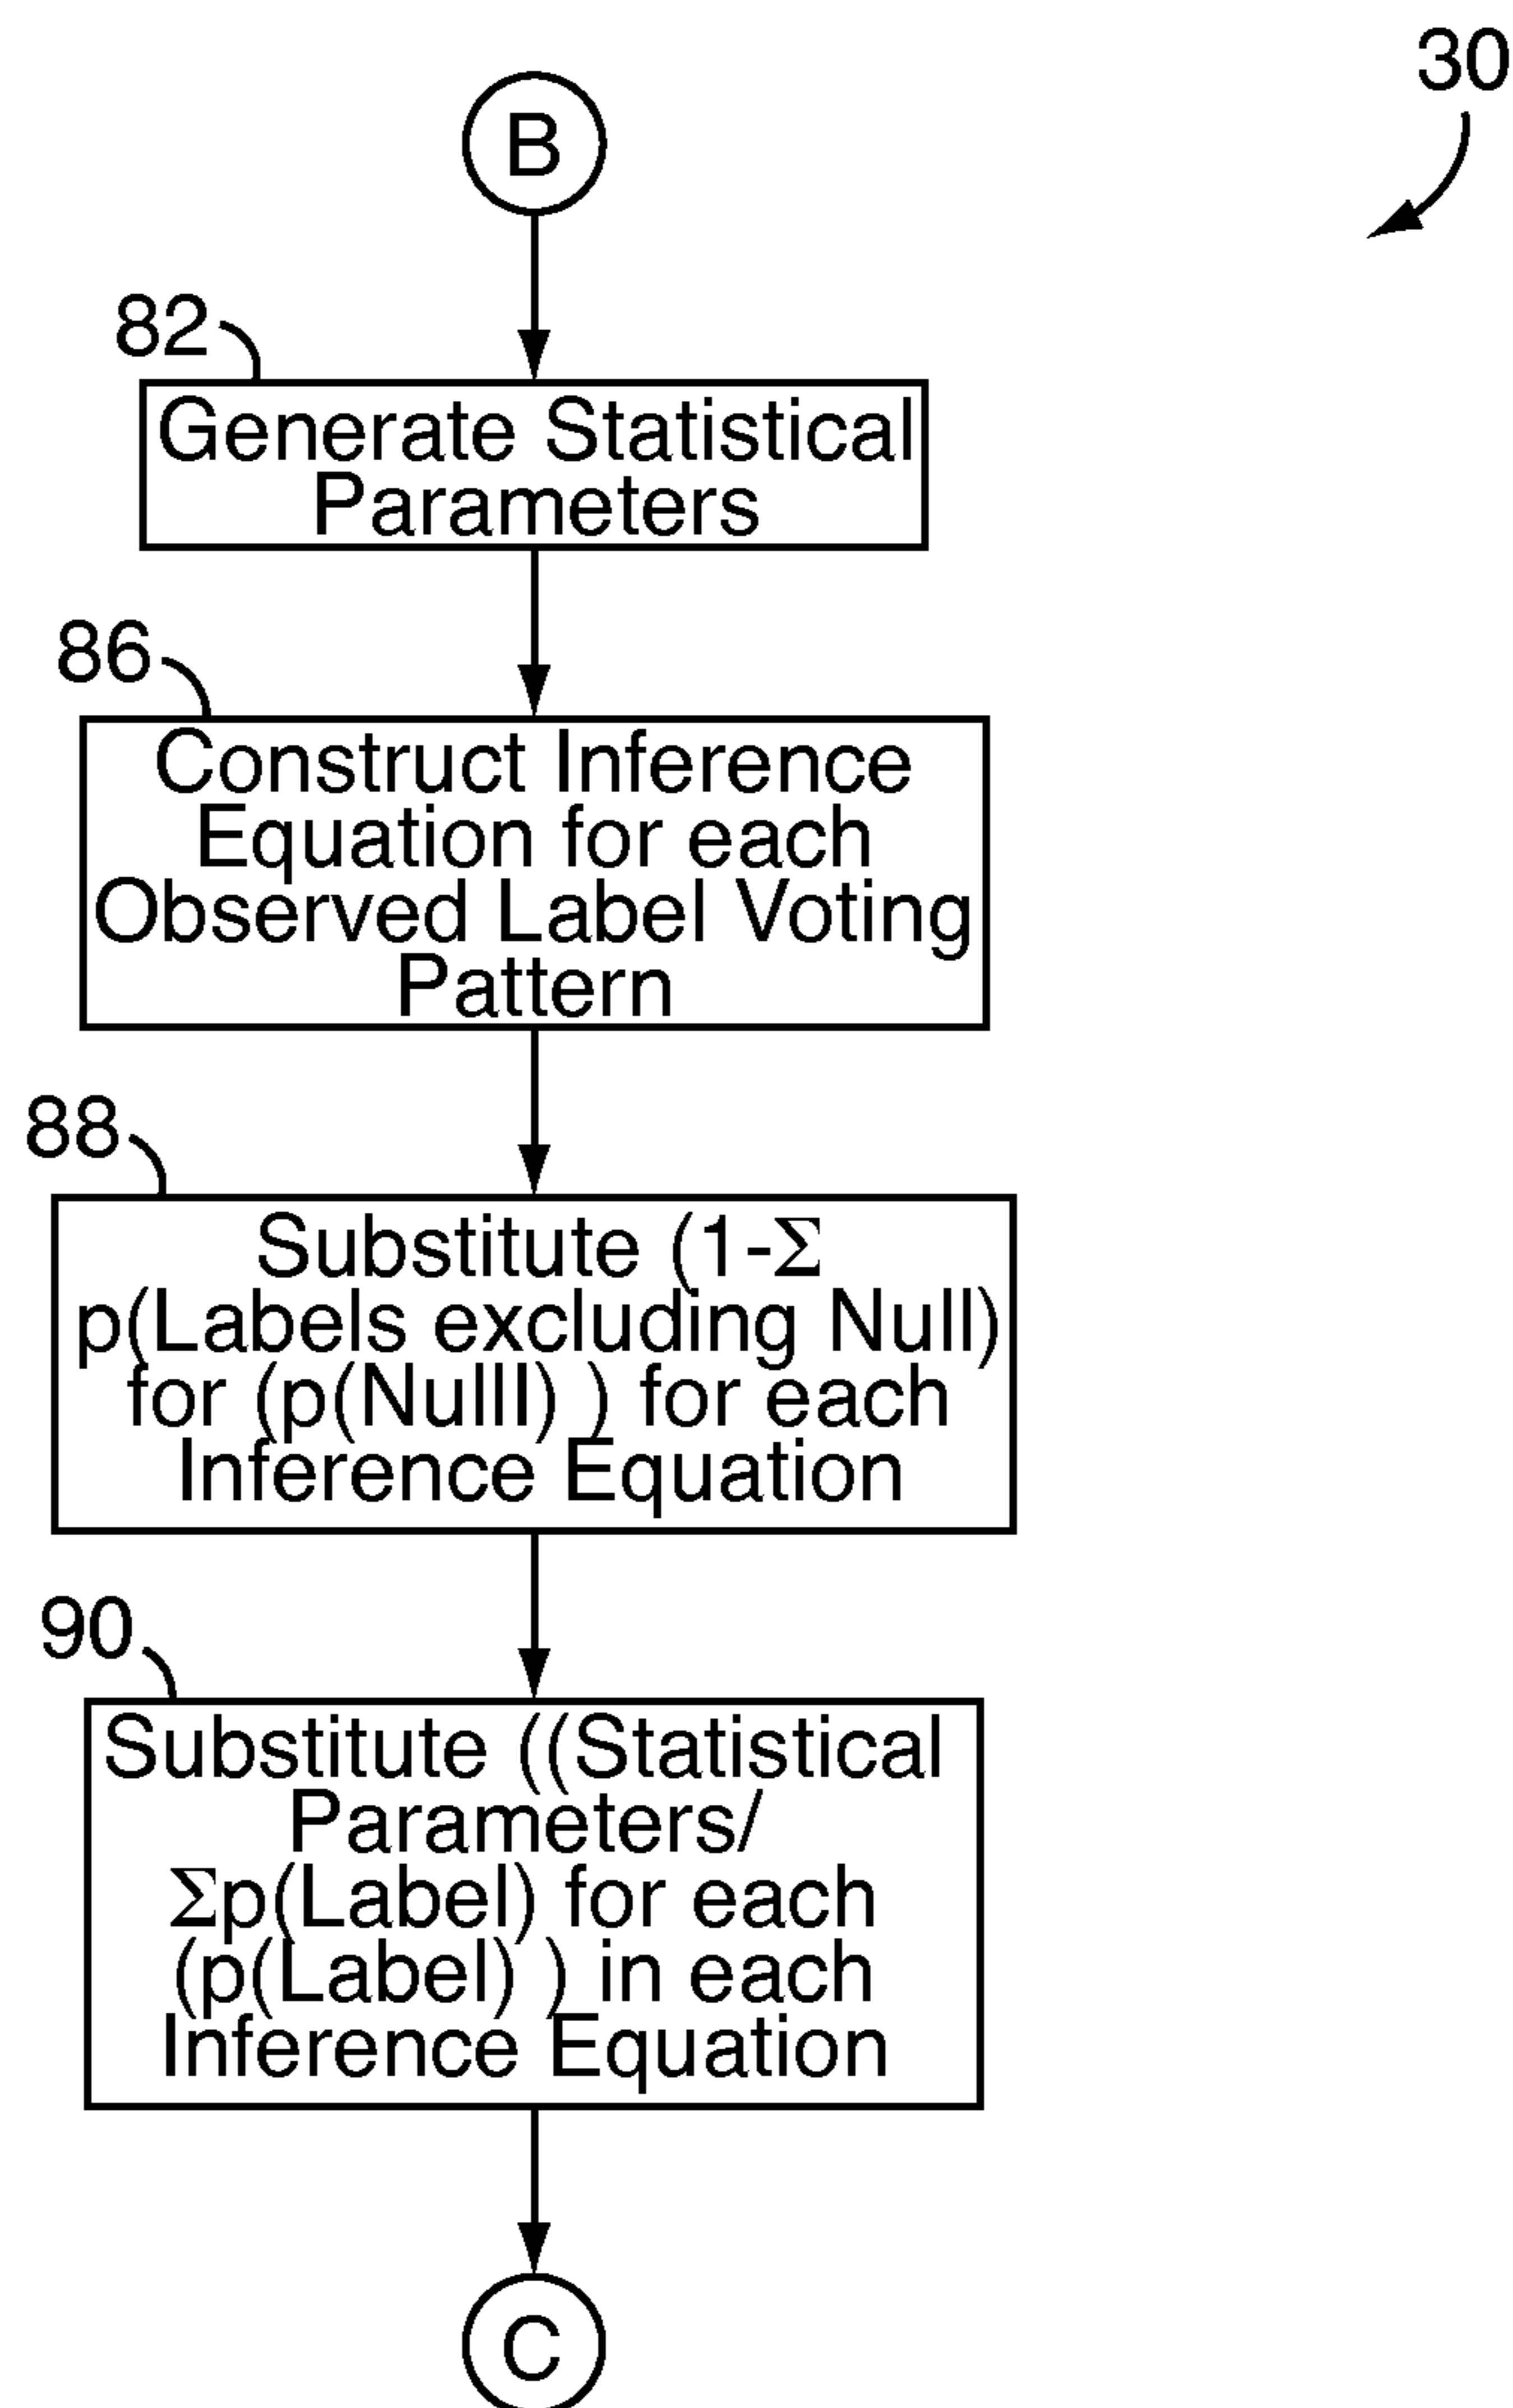 30
B
82
Generate Statistical
Parameters
86
Construct Inference
Equation for each
Observed Label Voting
Pattern
88
Substitute (1-Σ
p(Labels excluding Null)
for (p(Nulll) ) for each
Inference Equation
90
Substitute ((Statistical
Parameters/
Σp(Label) for each
(p(Label) ) in each
Inference Equation
C